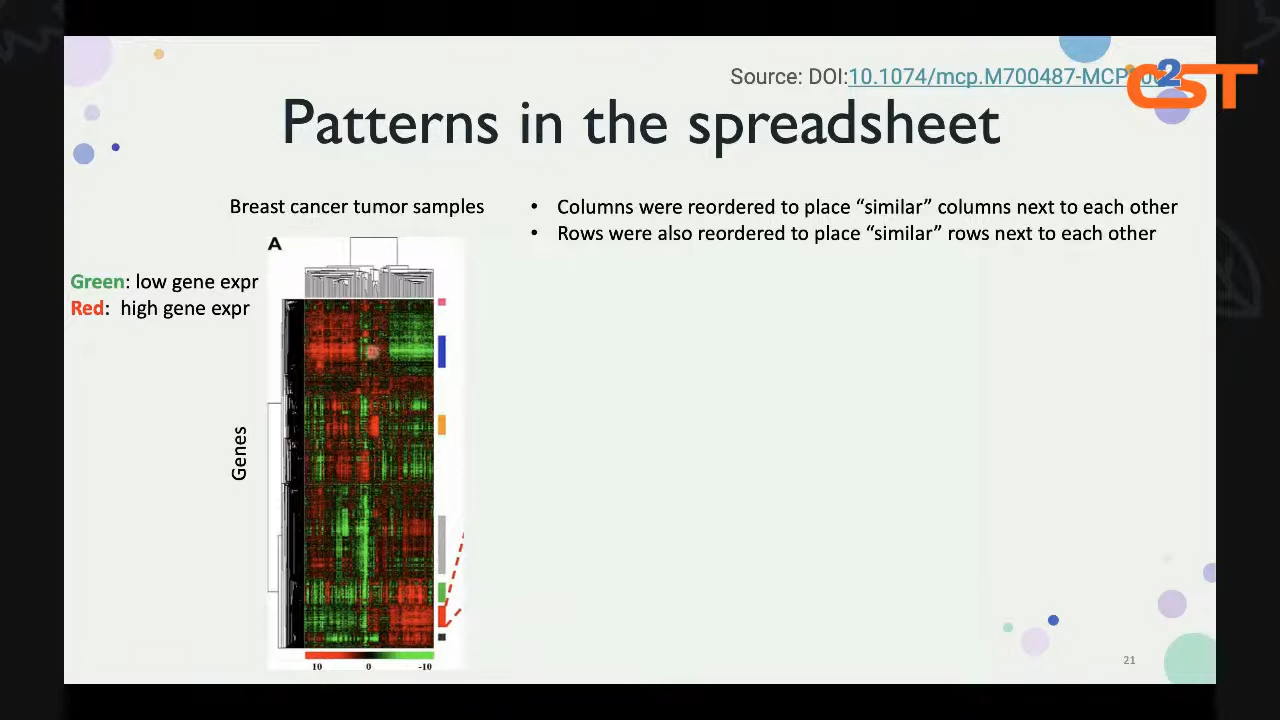 Source: DOI:10.1074/mcp.M700487-MCP
C2ST
Patterns in the spreadsheet
Breast cancer tumor samples
• Columns were reordered to place “similar” columns next to each other
• Rows were also reordered to place “similar” rows next to each other
A
Green: low gene expr
Red: high gene expr
Genes
10 0 -10
21